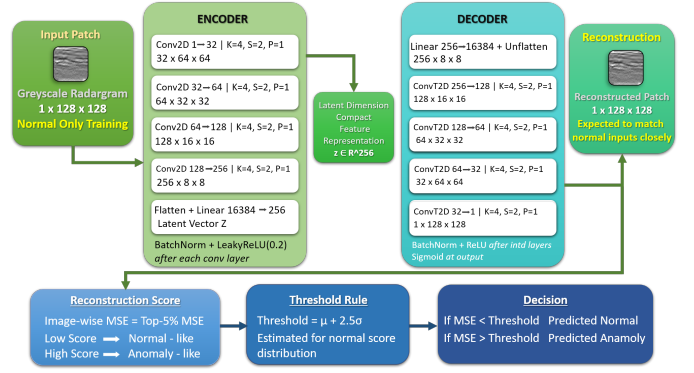 Input Patch
Greyscale Radargram
1 x 128 x 128
Normal Only Training
ENCODER
Conv2D 1→32 | K=4, S=2, P=1
32 x 64 x 64
Conv2D 32→64 | K=4, S=2, P=1
64 x 32 x 32
Conv2D 64→128 | K=4, S=2, P=1
128 x 16 x 16
Conv2D 128→256 | K=4, S=2, P=1
256 x 8 x 8
Flatten + Linear 16384 → 256
Latent Vector Z
BatchNorm + LeakyReLU(0.2)
after each conv layer
Latent Dimension
Compact
Feature
Representation
z ∈ R^256
DECODER
Linear 256→16384 + Unflatten
256 x 8 x 8
ConvT2D 256→128 | K=4, S=2, P=1
128 x 16 x 16
ConvT2D 128→64 | K=4, S=2, P=1
64 x 32 x 32
ConvT2D 64→32 | K=4, S=2, P=1
32 x 64 x 64
ConvT2D 32→1 | K=4, S=2, P=1
1 x 128 x 128
BatchNorm + ReLU after intd layers
Sigmoid at output
Reconstruction
Reconstructed Patch
1 x 128 x 128
Expected to match
normal inputs closely
Reconstruction Score
Image-wise MSE = Top-5% MSE
Low Score → Normal - like
High Score → Anomaly - like
Threshold Rule
Threshold = μ + 2.5σ
Estimated for normal score
distribution
Decision
If MSE < Threshold Predicted Normal
If MSE > Threshold Predicted Anamoly